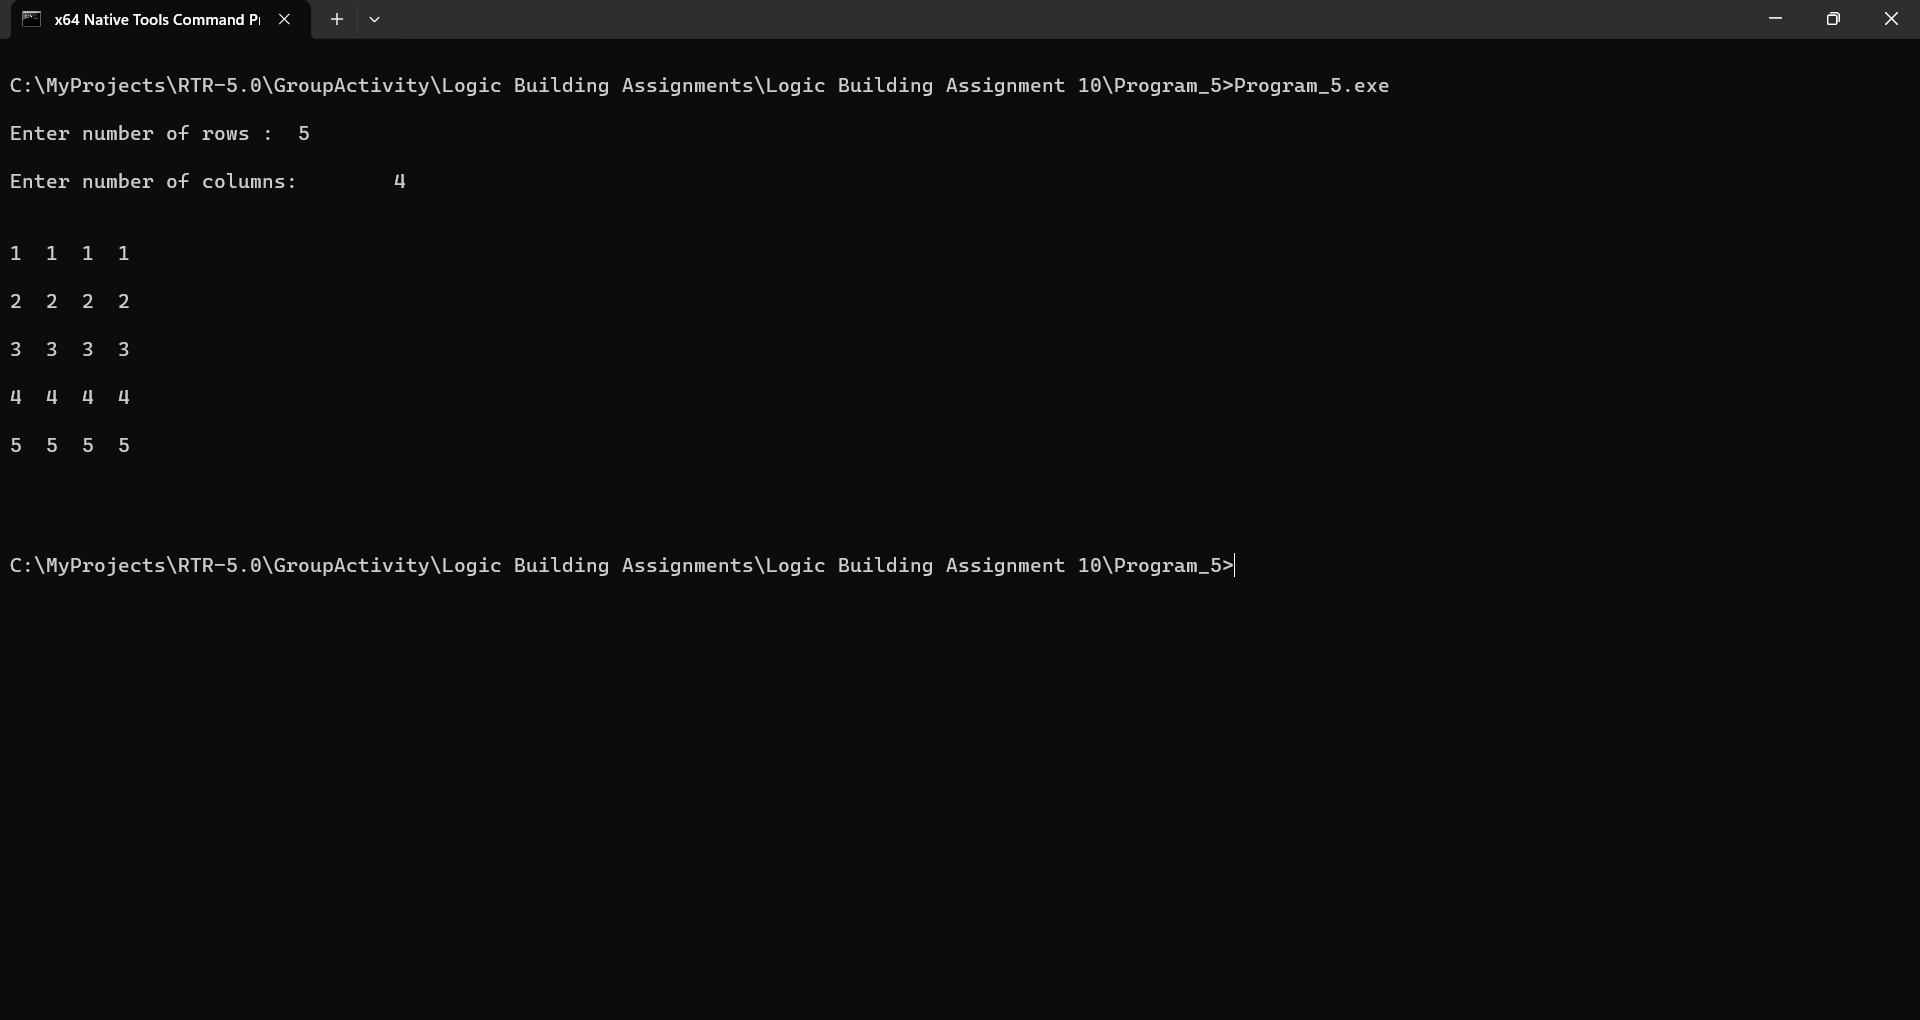 x64 Native Tools Command P
C:\MyProjects\RTR-5.0\GroupActivity\Logic Building Assignments\Logic Building Assignment 10\Program_5>Program_5.exe
Enter number of rows :  5
Enter number of columns:        4
1  1  1  1
2  2  2  2
3  3  3  3
4  4  4  4
5  5  5  5
C:\MyProjects\RTR-5.0\GroupActivity\Logic Building Assignments\Logic Building Assignment 10\Program_5>